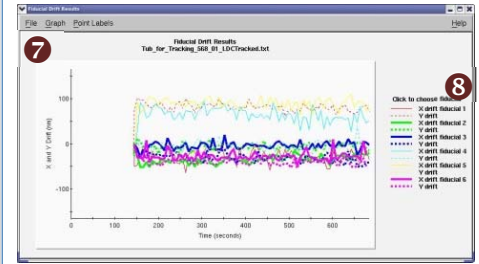 Fiducial Drift Results
File Graph Point Labels Help
7
Fiducial Drift Results
Tub_for_Tracking_568_01_LDCTracked.txt
8
Click to choose fiducial
X drift fiducial 1
Y drift
X drift fiducial 2
Y drift
X drift fiducial 3
Y drift
X drift fiducial 4
Y drift
X drift fiducial 5
Y drift
X drift fiducial 6
Y drift
X and Y Drift (nm)
100
0
-100
0 100 200 300 400 500 600
Time (seconds)